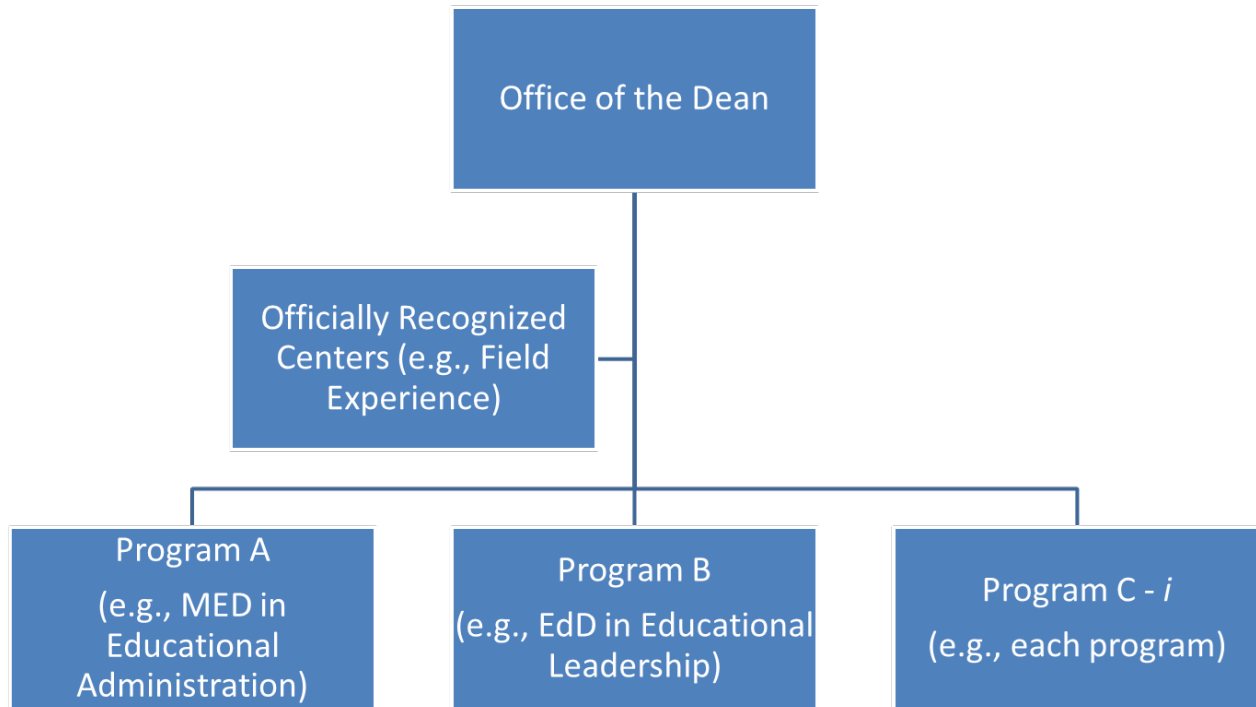 Office of the Dean
Officially Recognized
Centers (e.g., Field
Experience)
Program A
(e.g., MED in
Educational
Administration)
Program B
(e.g., EdD in Educational
Leadership)
Program C - i
(e.g., each program)